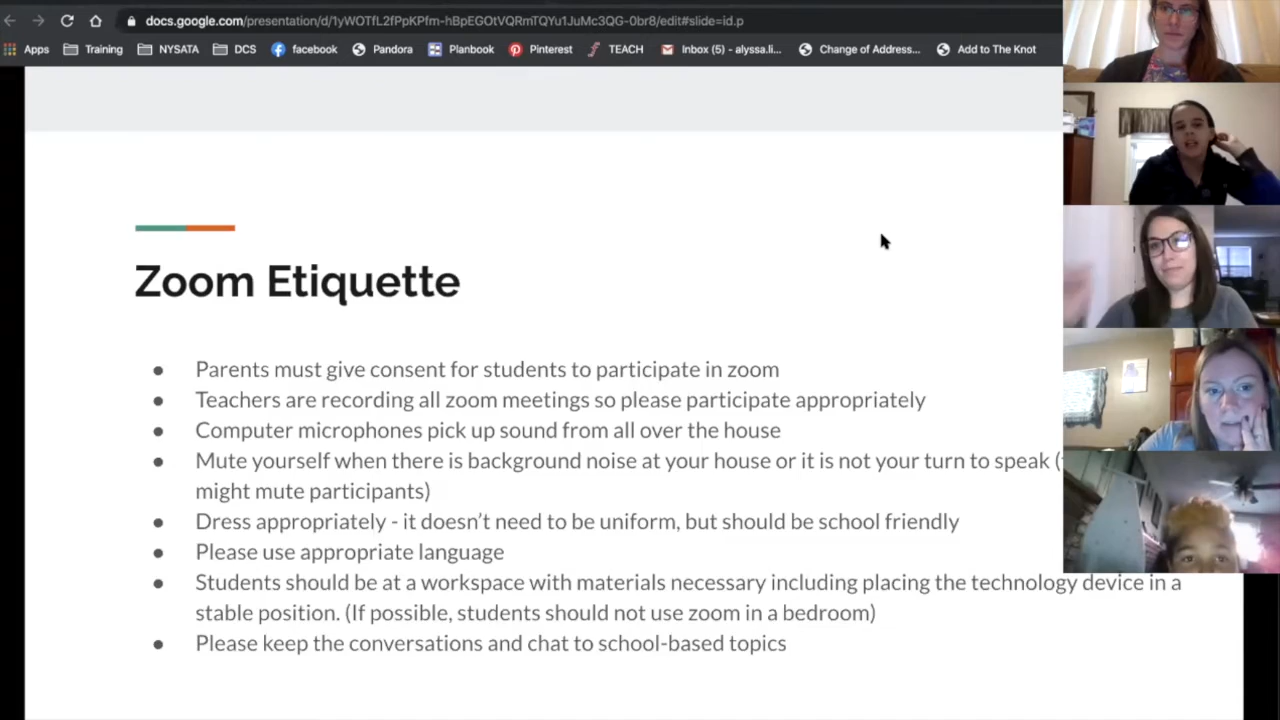 docs.google.com/presentation/d/1yWOTfL2fPpKPfm-hBpEGOtVQRmTQYu1JuMc3QG-0br8/edit#slide=id.p
Apps Training NYSATA DCS facebook Pandora Planbook Pinterest TEACH Inbox (5) - alyssa.li... Change of Address... Add to The Knot
Zoom Etiquette
● Parents must give consent for students to participate in zoom
● Teachers are recording all zoom meetings so please participate appropriately
● Computer microphones pick up sound from all over the house
● Mute yourself when there is background noise at your house or it is not your turn to speak (
might mute participants)
● Dress appropriately - it doesn’t need to be uniform, but should be school friendly
● Please use appropriate language
● Students should be at a workspace with materials necessary including placing the technology device in a
stable position. (If possible, students should not use zoom in a bedroom)
● Please keep the conversations and chat to school-based topics